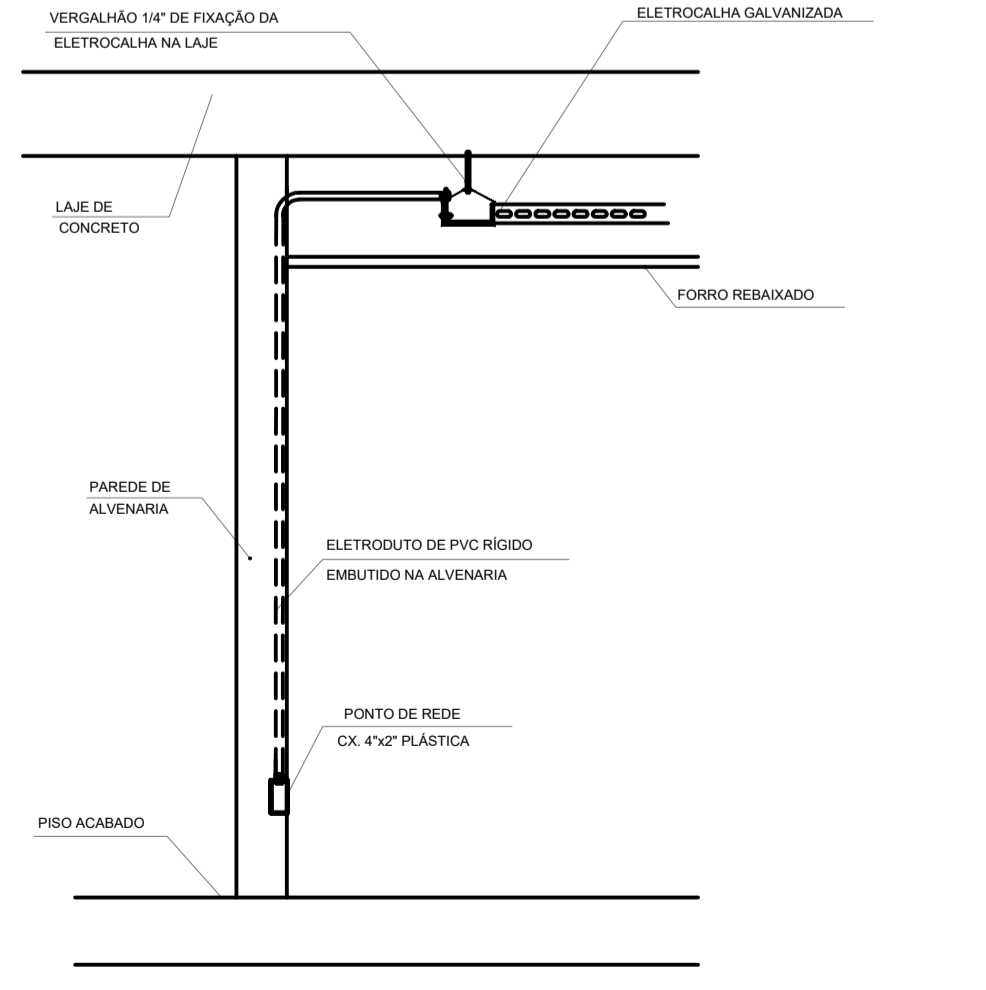 VERGALHÃO 1/4" DE FIXAÇÃO DA
ELETROCALHA NA LAJE
ELETROCALHA GALVANIZADA
LAJE DE
CONCRETO
FORRO REBAIXADO
PAREDE DE
ALVENARIA
ELETRODUTO DE PVC RÍGIDO
EMBUTIDO NA ALVENARIA
PONTO DE REDE
CX. 4"x2" PLÁSTICA
PISO ACABADO